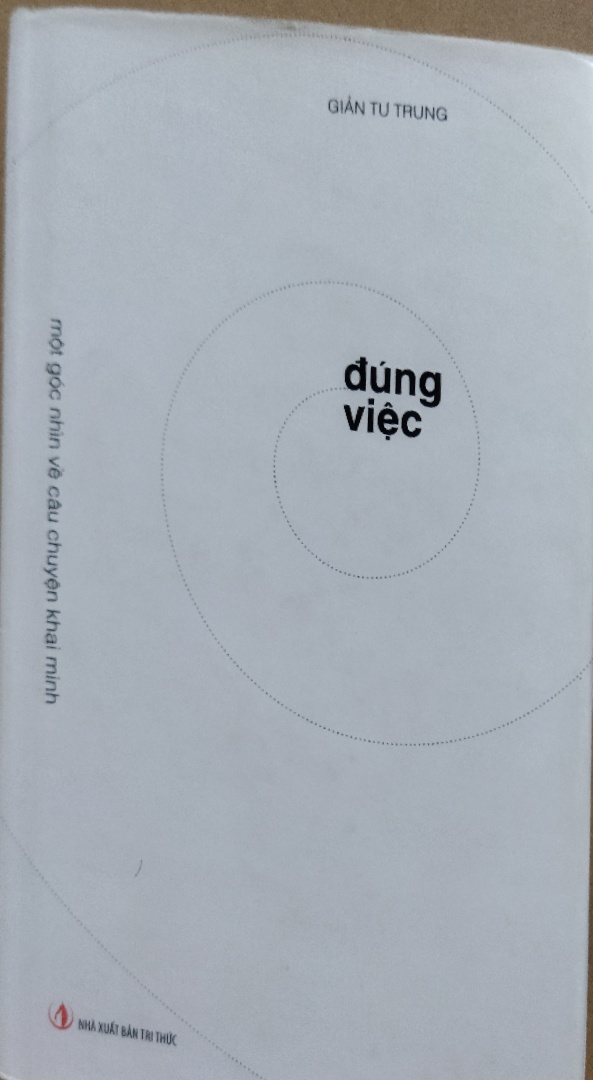 GIẢN TƯ TRUNG
đúng
việc
một góc nhìn về câu chuyện khai minh
NHÀ XUẤT BẢN TRI THỨC